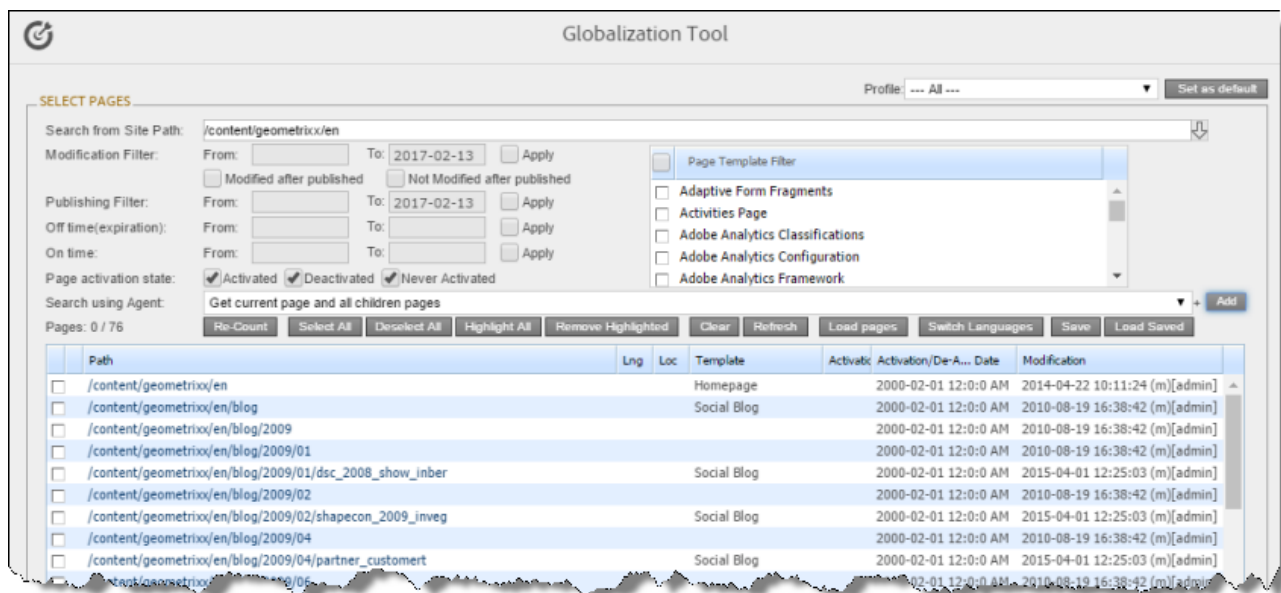 Globalization Tool
Profile: --- All --- Set as default
SELECT PAGES
Search from Site Path: /content/geometrixx/en
Modification Filter: From: To: 2017-02-13 Apply
Modified after published Not Modified after published
Publishing Filter: From: To: 2017-02-13 Apply
Off time(expiration): From: To: Apply
On time: From: To: Apply
Page Template Filter
Adaptive Form Fragments
Activities Page
Adobe Analytics Classifications
Adobe Analytics Configuration
Adobe Analytics Framework
Page activation state: Activated Deactivated Never Activated
Search using Agent: Get current page and all children pages + Add
Pages: 0 / 76 Re-Count Select All Deselect All Highlight All Remove Highlighted Clear Refresh Load pages Switch Languages Save Load Saved
Path Lng Loc Template Activatic Activation/De-A... Date Modification
/content/geometrixx/en Homepage 2000-02-01 12:0:0 AM 2014-04-22 10:11:24 (m)[admin]
/content/geometrixx/en/blog Social Blog 2000-02-01 12:0:0 AM 2010-08-19 16:38:42 (m)[admin]
/content/geometrixx/en/blog/2009 2000-02-01 12:0:0 AM 2010-08-19 16:38:42 (m)[admin]
/content/geometrixx/en/blog/2009/01 2000-02-01 12:0:0 AM 2010-08-19 16:38:42 (m)[admin]
/content/geometrixx/en/blog/2009/01/dsc_2008_show_inber Social Blog 2000-02-01 12:0:0 AM 2015-04-01 12:25:03 (m)[admin]
/content/geometrixx/en/blog/2009/02 2000-02-01 12:0:0 AM 2010-08-19 16:38:42 (m)[admin]
/content/geometrixx/en/blog/2009/02/shapecon_2009_inveg Social Blog 2000-02-01 12:0:0 AM 2015-04-01 12:25:03 (m)[admin]
/content/geometrixx/en/blog/2009/04 2000-02-01 12:0:0 AM 2010-08-19 16:38:42 (m)[admin]
/content/geometrixx/en/blog/2009/04/partner_customert Social Blog 2000-02-01 12:0:0 AM 2015-04-01 12:25:03 (m)[admin]
2010-08-19 16:38:42